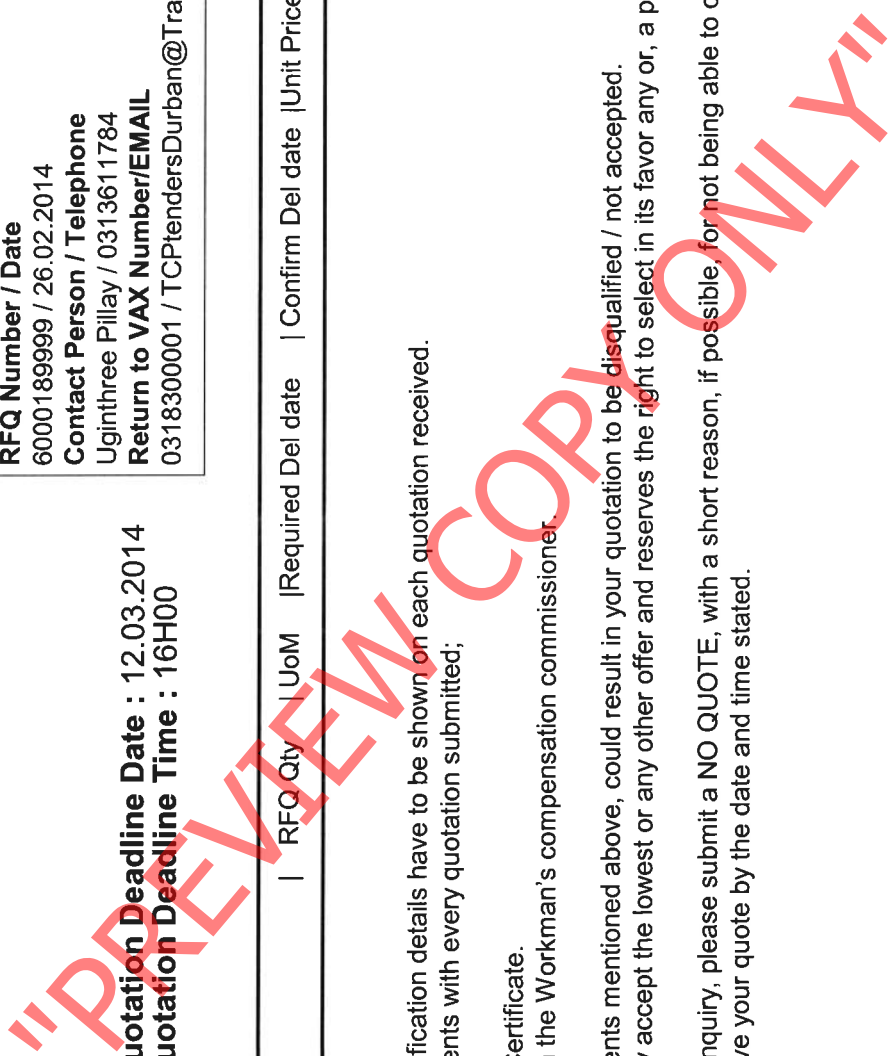 RFQ Number / Date
6000189999 / 26.02.2014
Contact Person / Telephone
Uginthree Pillay / 0313611784
Return to VAX Number/EMAIL
0318300001 / TCPtendersDurban@Tra
uotation Deadline Date : 12.03.2014
uotation Deadline Time : 16H00
| RFQ Qty | UoM |Required Del date | Confirm Del date |Unit Price
fication details have to be shown on each quotation received.
ents with every quotation submitted;
Certificate.
the Workman's compensation commissioner.
ents mentioned above, could result in your quotation to be disqualified / not accepted.
accept the lowest or any other offer and reserves the right to select in its favor any or, a p
nquiry, please submit a NO QUOTE, with a short reason, if possible, for not being able to
ve your quote by the date and time stated.
"PREVIEW COPY ONLY"